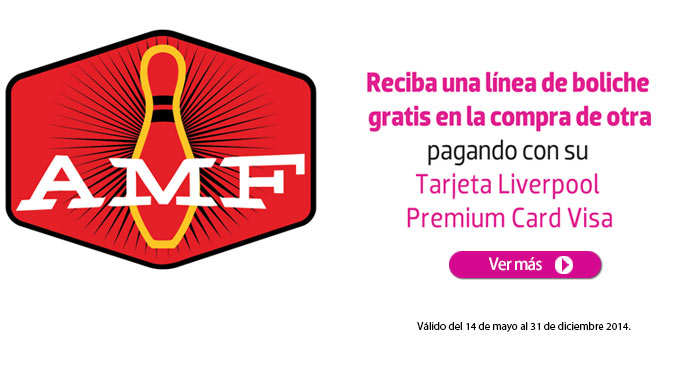 AMF
Reciba una línea de boliche
gratis en la compra de otra
pagando con su
Tarjeta Liverpool
Premium Card Visa
Ver más
Válido del 14 de mayo al 31 de diciembre 2014.